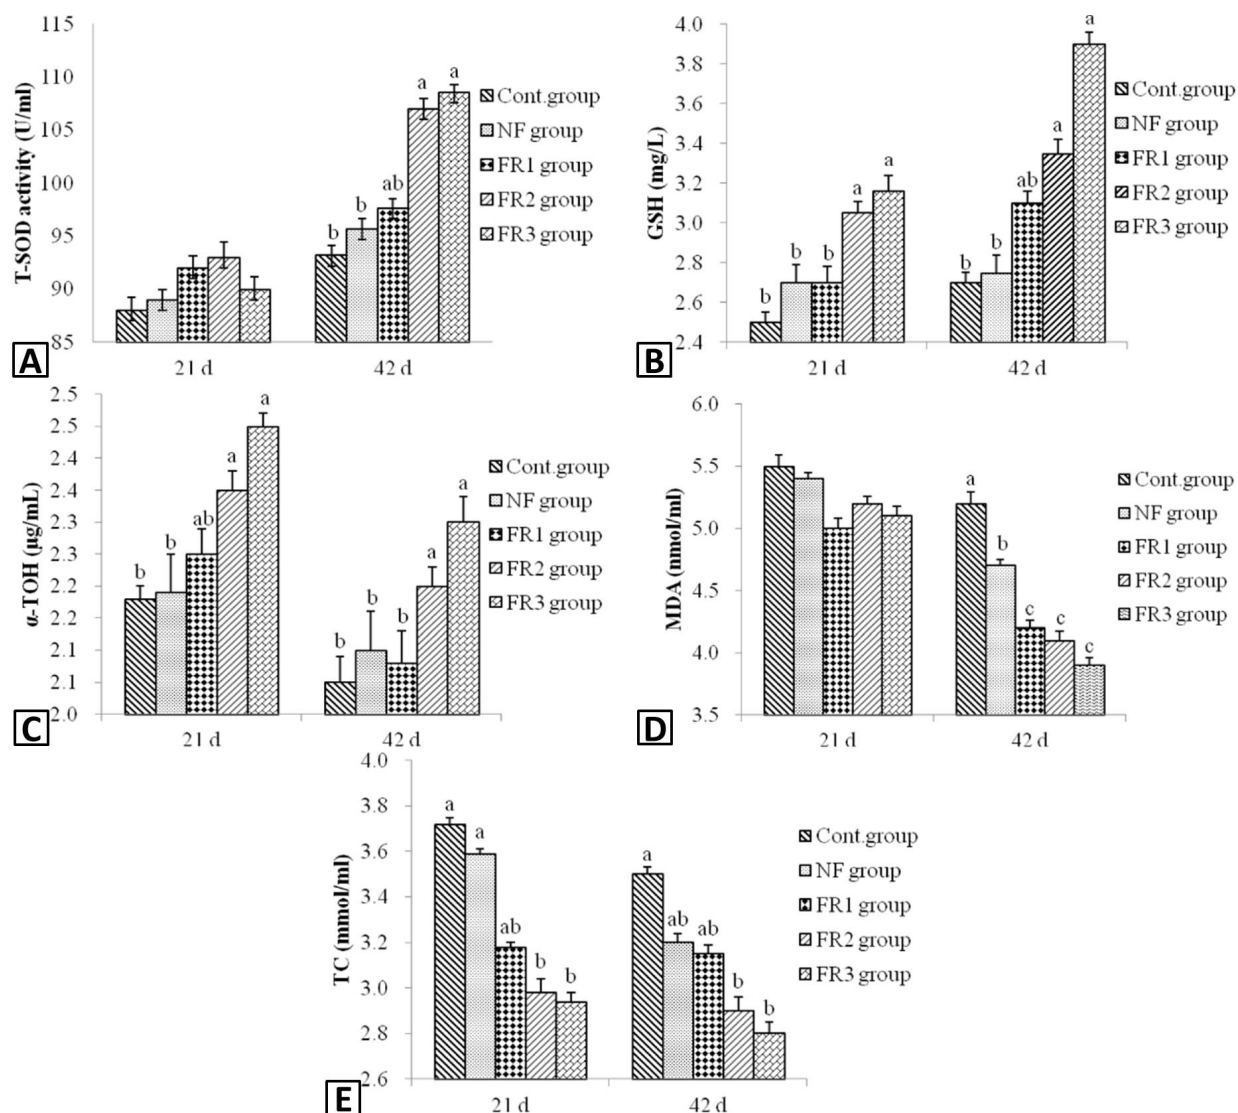 T-SOD activity (U/ml)
115
110
105
100
95
90
85
b
b
ab
a
a
21 d
42 d
Cont.group
NF group
FR1 group
FR2 group
FR3 group
A
GSH (mg/L)
4.0
3.8
3.6
3.4
3.2
3.0
2.8
2.6
2.4
b
b
b
a
a
b
b
ab
a
a
21 d
42 d
Cont.group
NF group
FR1 group
FR2 group
FR3 group
B
α-TOH (µg/mL)
2.5
2.5
2.4
2.4
2.3
2.3
2.2
2.2
2.1
2.1
2.0
b
b
ab
a
a
b
b
b
a
a
21 d
42 d
Cont.group
NF group
FR1 group
FR2 group
FR3 group
C
MDA (nmol/ml)
6.0
5.5
5.0
4.5
4.0
3.5
a
b
c
c
c
21 d
42 d
Cont.group
NF group
FR1 group
FR2 group
FR3 group
D
TC (mmol/ml)
4.0
3.8
3.6
3.4
3.2
3.0
2.8
2.6
a
a
ab
b
b
a
ab
ab
b
b
21 d
42 d
Cont.group
NF group
FR1 group
FR2 group
FR3 group
E